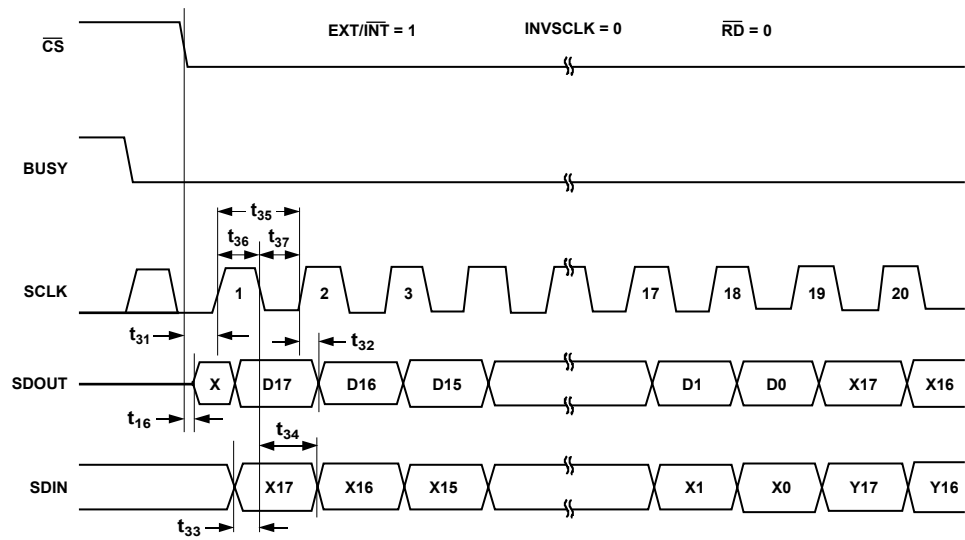 EXT/INT = 1 INVSCLK = 0 RD = 0
CS
BUSY
t35
t36 t37
SCLK 1 2 3 17 18 19 20
t31 t32
SDOUT X D17 D16 D15 D1 D0 X17 X16
t16 t34
SDIN X17 X16 X15 X1 X0 Y17 Y16
t33